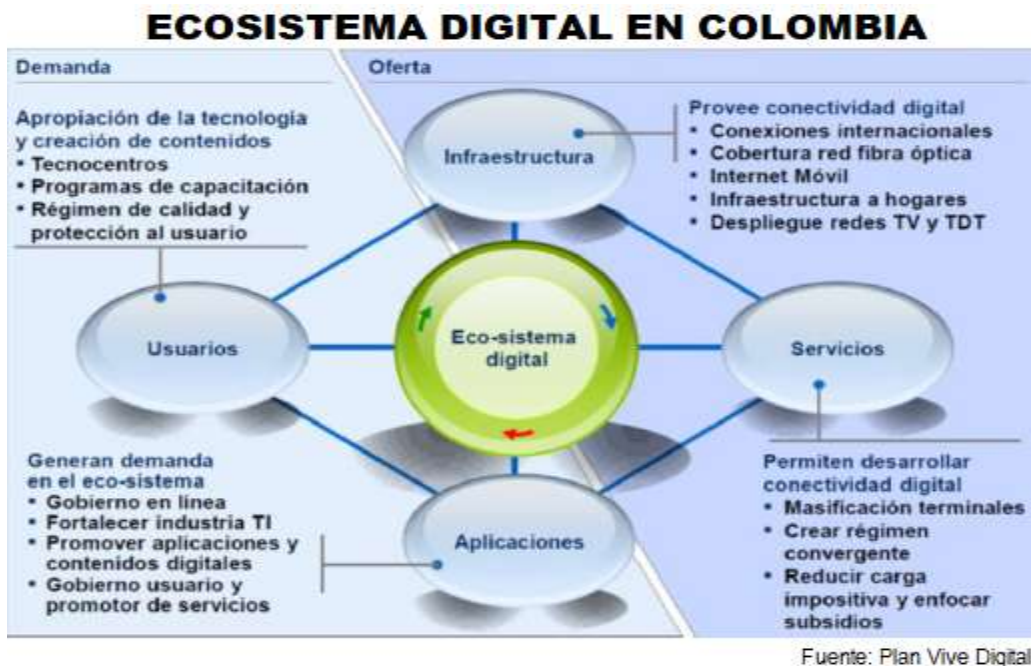 ECOSISTEMA DIGITAL EN COLOMBIA
Demanda
Oferta
Apropiación de la tecnologia
y creación de contenidos
• Tecnocentros
• Programas de capacitación
• Régimen de calidad y
protección al usuario
Infraestructura
Provee conectividad digital
• Conexiones internacionales
• Cobertura red fibra óptica
• Internet Móvil
• Infraestructura a hogares
• Despliegue redes TV y TDT
Usuarios
Eco-sistema
digital
Servicios
Generan demanda
en el eco-sistema
• Gobierno en línea
• Fortalecer industria TI
• Promover aplicaciones y
contenidos digitales
• Gobierno usuario y
promotor de servicios
Aplicaciones
Permiten desarrollar
conectividad digital
• Masificación terminales
• Crear régimen
convergente
• Reducir carga
impositiva y enfocar
subsidios
Fuente: Plan Vive Digital